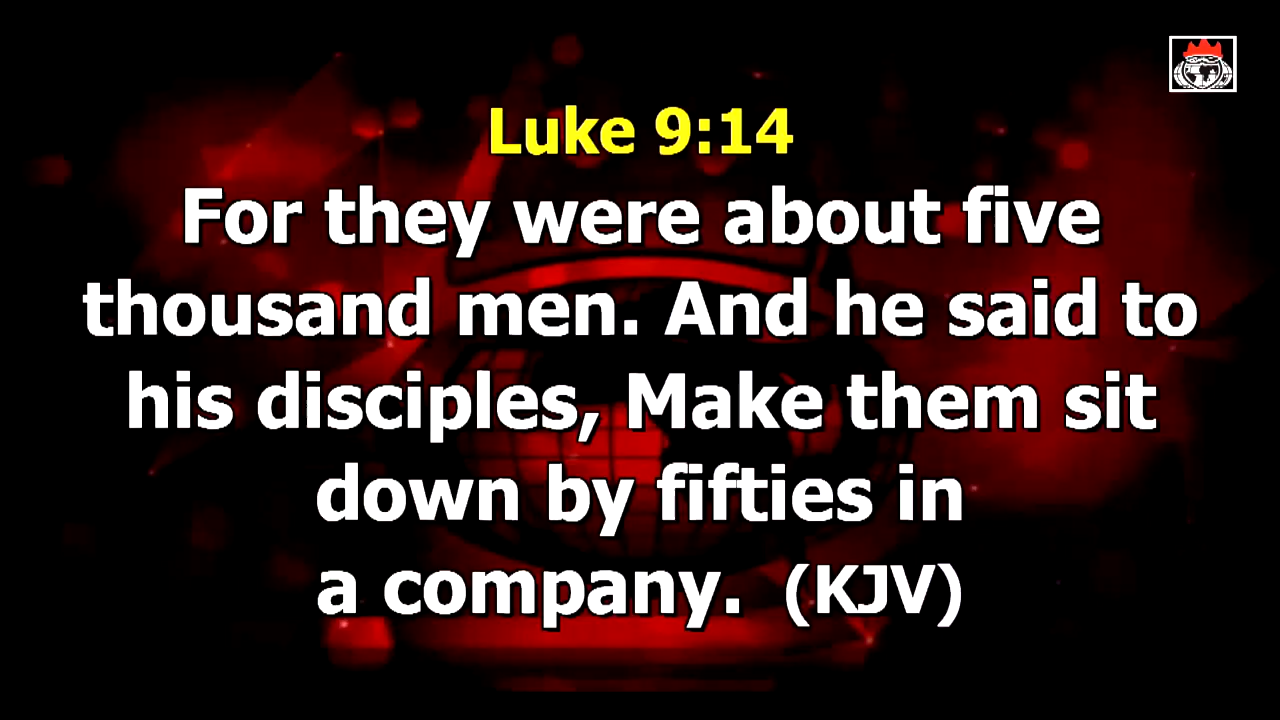 Luke 9:14
For they were about five
thousand men. And he said to
his disciples, Make them sit
down by fifties in
a company. (KJV)